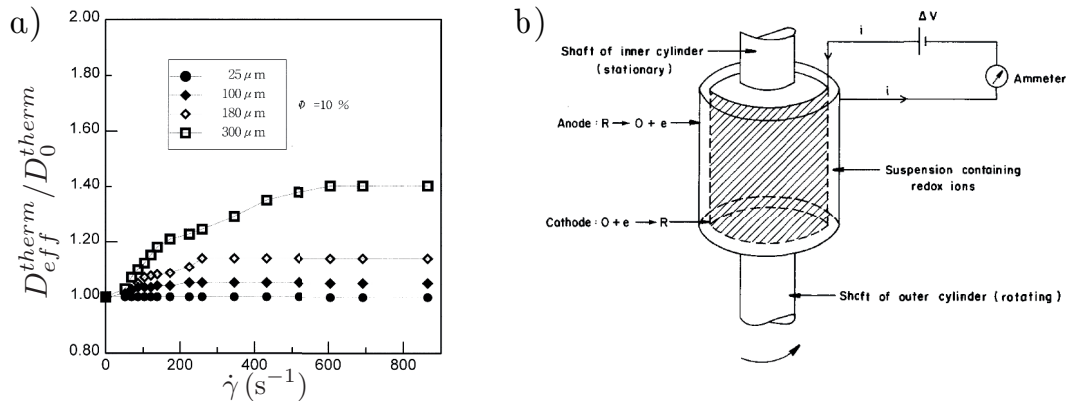 a)
D_{eff}^{therm}/D_0^{therm}
2.00
1.80
1.60
1.40
1.20
1.00
0.80
0
200
400
600
800
γ̇ (s⁻¹)
25 μm
100 μm
180 μm
300 μm
Φ =10 %
b)
Shaft of inner cylinder
(stationary)
i
ΔV
Ammeter
i
Anode : R → O + e
Suspension containing
redox ions
Cathode : O + e → R
Shcft of outer cylinder (rotating)